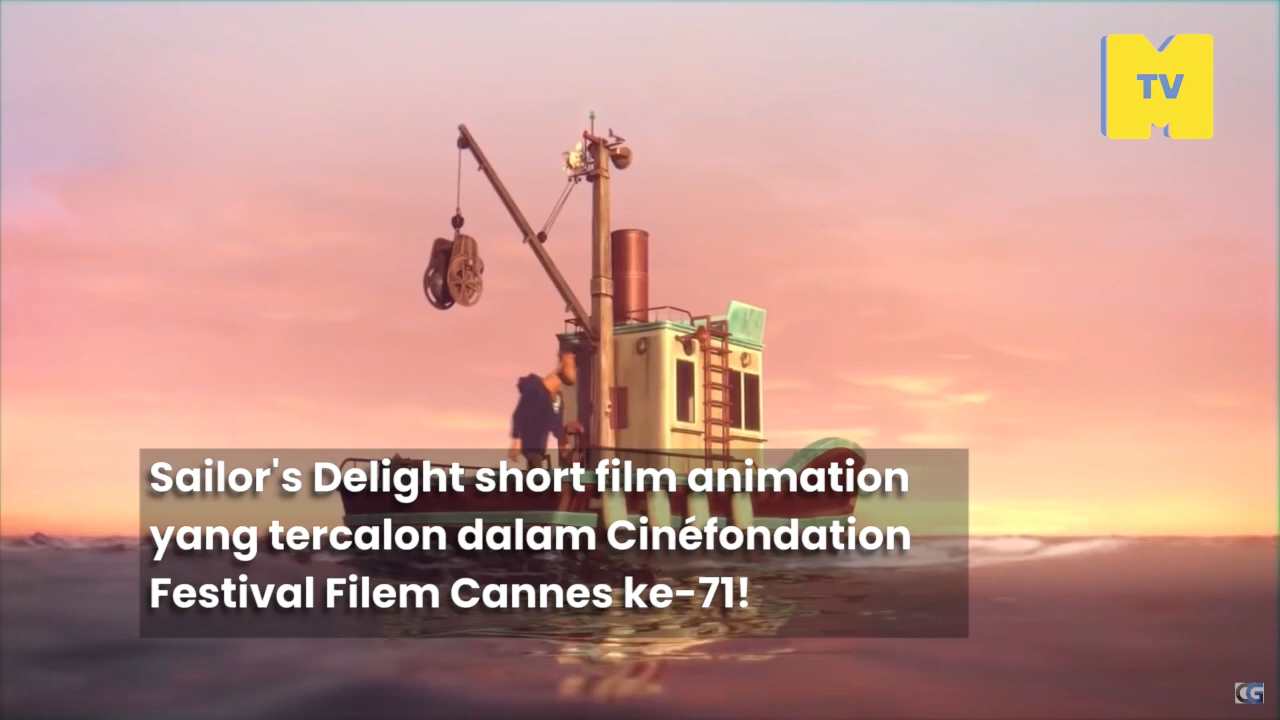 TV
Sailor's Delight short film animation
yang tercalon dalam Cinéfondation
Festival Filem Cannes ke-71!
CG